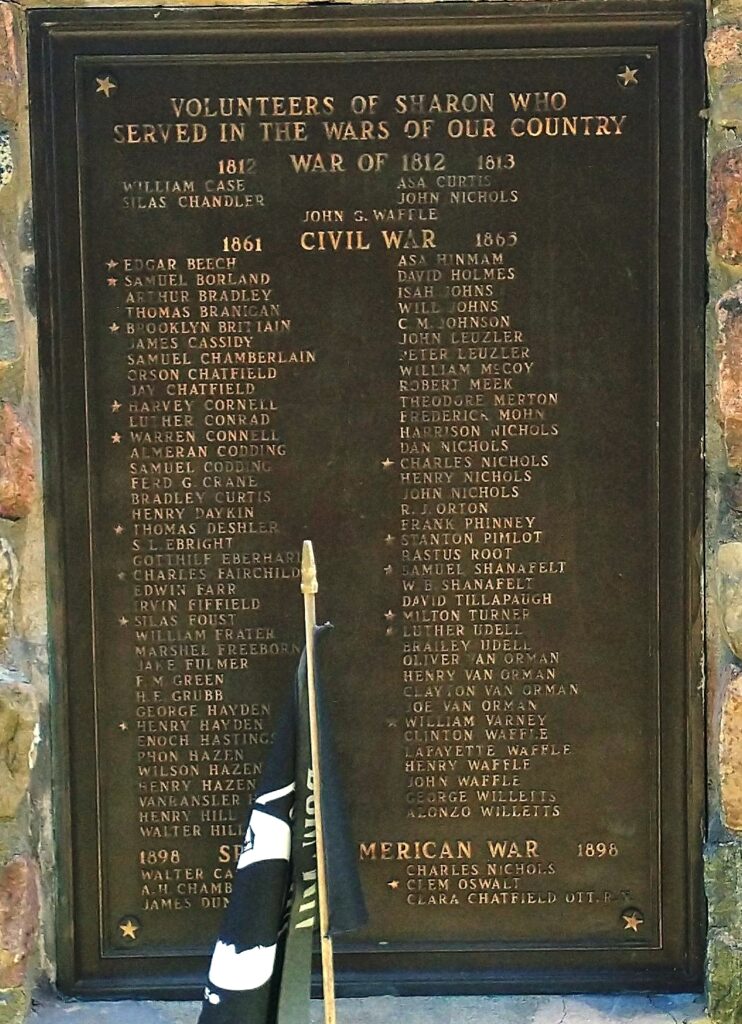 VOLUNTEERS OF SHARON WHO
SERVED IN THE WARS OF OUR COUNTRY
1812 WAR OF 1812 1813
WILLIAM CASE
SILAS CHANDLER
ASA CURTIS
JOHN NICHOLS
JOHN G. WAFFLE
1861 CIVIL WAR 1865
EDGAR BEECH
SAMUEL BORLAND
ARTHUR BRADLEY
THOMAS BRANIGAN
BROOKLYN BRITTAIN
JAMES CASSIDY
SAMUEL CHAMBERLAIN
ORSON CHATFIELD
JAY CHATFIELD
HARVEY CORNELL
LUTHER CONRAD
WARREN CONNELL
ALMERAN CODDING
SAMUEL CODDING
FERD G. CRANE
BRADLEY CURTIS
HENRY DAYKIN
THOMAS DESHLER
S. L. EBRIGHT
GOTTHILF EBERHAR
CHARLES FAIRCHILD
EDWIN FARR
IRVIN FIFFIELD
SILAS FOUST
WILLIAM FRATER
MARSHEL FREEBORN
JAKE FULMER
F. M. GREEN
H. E. GRUBB
GEORGE HAYDEN
HENRY HAYDEN
ENOCH HASTINGS
PHON HAZEN
WILSON HAZEN
HENRY HAZEN
VANRANSLER
HENRY HILL
WALTER HILL
ASA HINMAM
DAVID HOLMES
ISAH JOHNS
WILL JOHNS
C. M. JOHNSON
JOHN LEUZLER
PETER LEUZLER
WILLIAM McCOY
ROBERT MEEK
THEODORE MERTON
FREDERICK MOHN
HARRISON NICHOLS
DAN NICHOLS
CHARLES NICHOLS
HENRY NICHOLS
JOHN NICHOLS
R. J. ORTON
FRANK PHINNEY
STANTON PIMLOT
RASTUS ROOT
SAMUEL SHANAFELT
W. B. SHANAFELT
DAVID TILLAPAUGH
MILTON TURNER
LUTHER UDELL
BRAILEY UDELL
OLIVER VAN ORMAN
HENRY VAN ORMAN
CLAYTON VAN ORMAN
JOE VAN ORMAN
WILLIAM VARNEY
CLINTON WAFFLE
LAFAYETTE WAFFLE
HENRY WAFFLE
JOHN WAFFLE
GEORGE WILLETTS
ALONZO WILLETTS
1898 SP MERICAN WAR 1898
WALTER CA
A. H. CHAMB
JAMES DUN
CHARLES NICHOLS
CLEM OSWALT
CLARA CHATFIELD OTT. R.N.